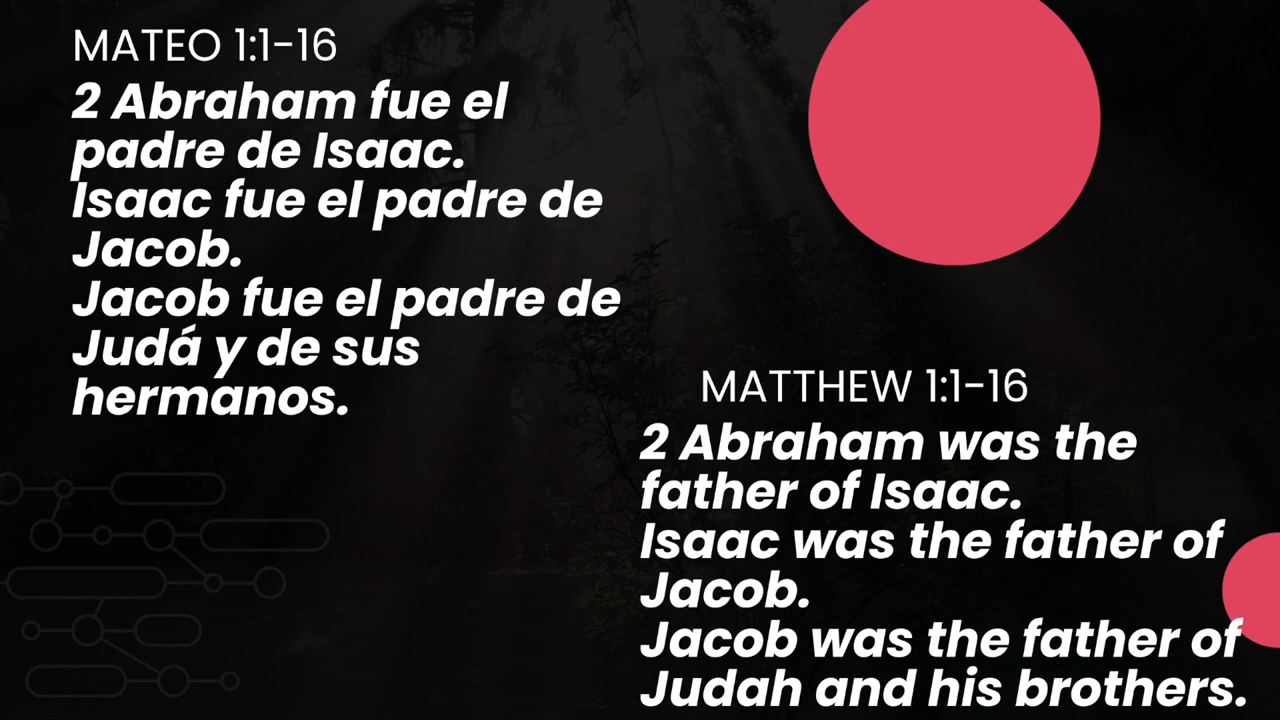 MATEO 1:1-16
2 Abraham fue el
padre de Isaac.
Isaac fue el padre de
Jacob.
Jacob fue el padre de
Judá y de sus
hermanos.
MATTHEW 1:1-16
2 Abraham was the
father of Isaac.
Isaac was the father of
Jacob.
Jacob was the father of
Judah and his brothers.